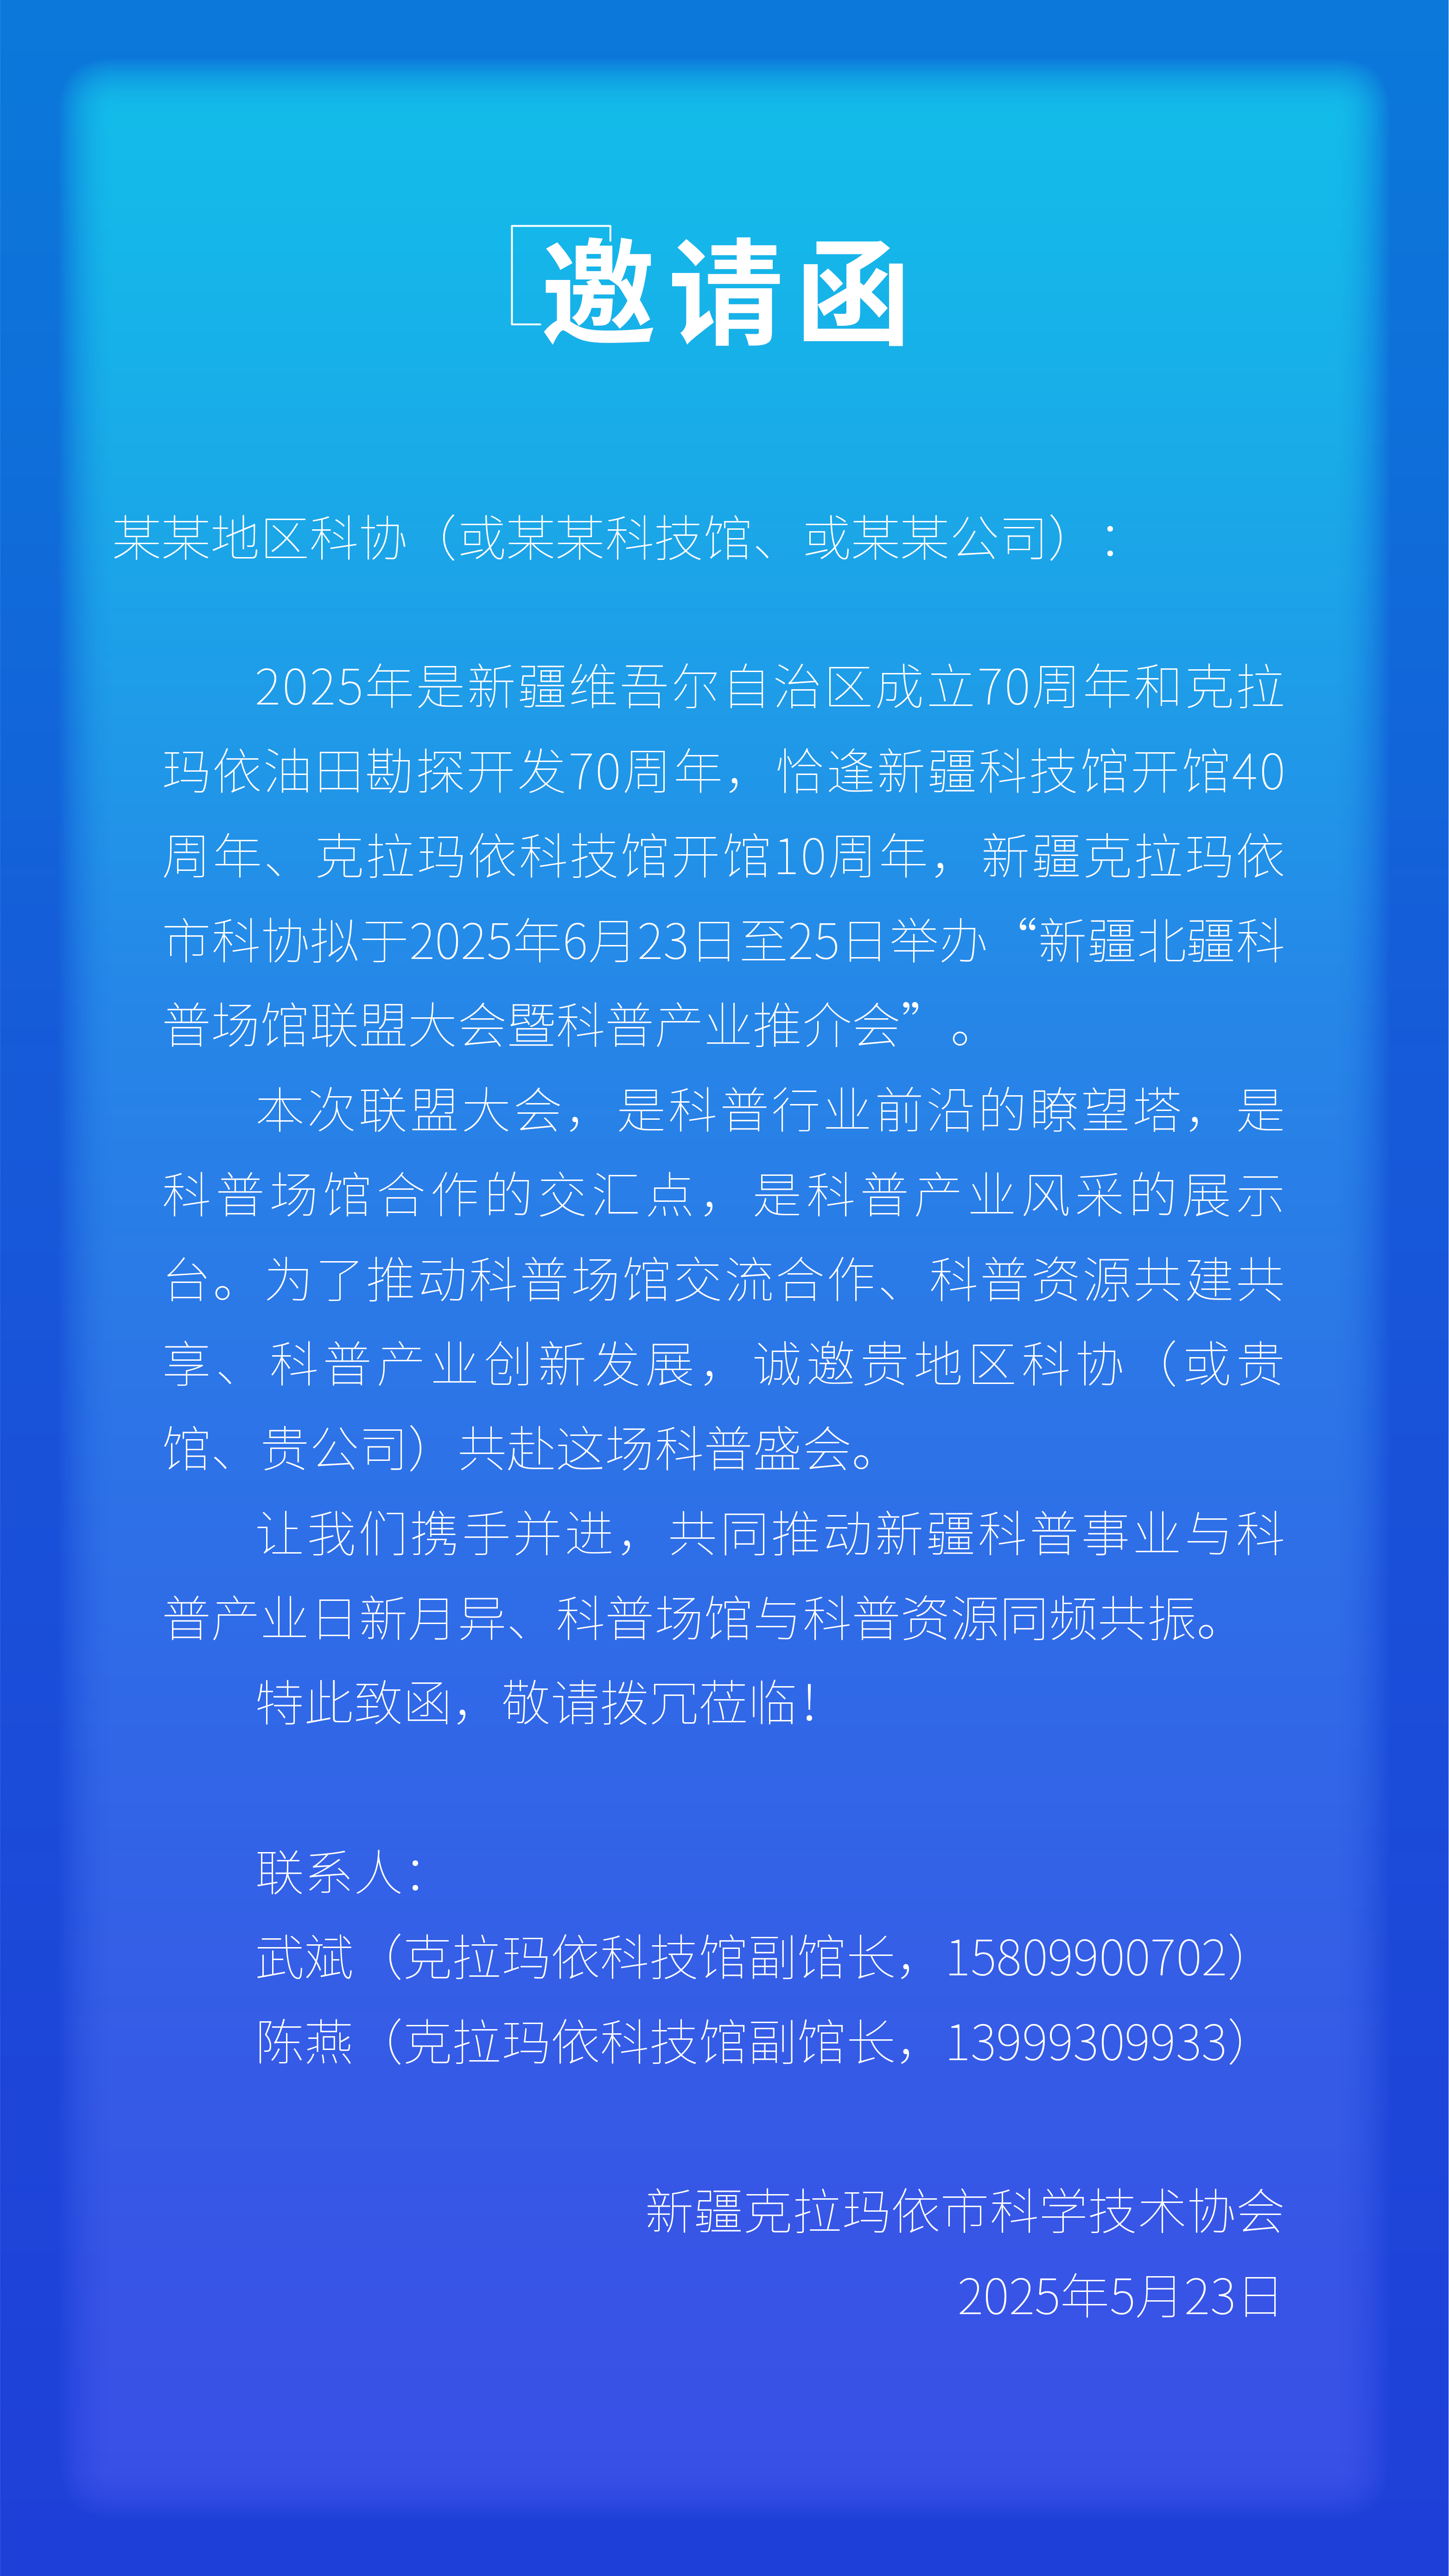 邀请函
某某地区科协（或某某科技馆、或某某公司）：
2025年是新疆维吾尔自治区成立70周年和克拉
玛依油田勘探开发70周年，恰逢新疆科技馆开馆40
周年、克拉玛依科技馆开馆10周年，新疆克拉玛依
市科协拟于2025年6月23日至25日举办“新疆北疆科
普场馆联盟大会暨科普产业推介会”。
本次联盟大会，是科普行业前沿的瞭望塔，是
科普场馆合作的交汇点，是科普产业风采的展示
台。为了推动科普场馆交流合作、科普资源共建共
享、科普产业创新发展，诚邀贵地区科协（或贵
馆、贵公司）共赴这场科普盛会。
让我们携手并进，共同推动新疆科普事业与科
普产业日新月异、科普场馆与科普资源同频共振。
特此致函，敬请拨冗莅临！
联系人：
武斌（克拉玛依科技馆副馆长，15809900702）
陈燕（克拉玛依科技馆副馆长，13999309933）
新疆克拉玛依市科学技术协会
2025年5月23日